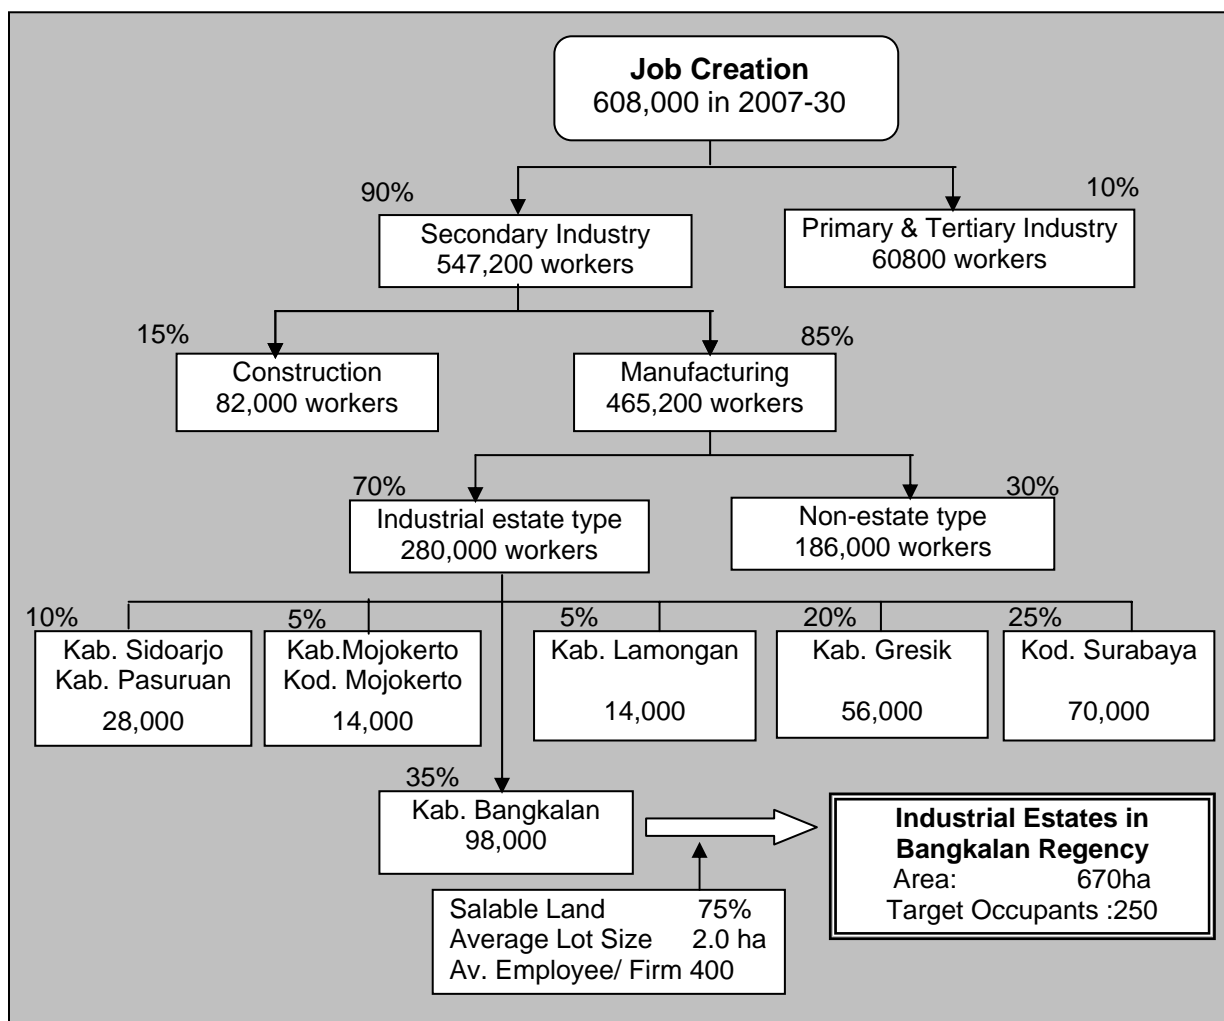 Job Creation
608,000 in 2007-30
90%
10%
Secondary Industry
547,200 workers
Primary & Tertiary Industry
60800 workers
15%
85%
Construction
82,000 workers
Manufacturing
465,200 workers
70%
30%
Industrial estate type
280,000 workers
Non-estate type
186,000 workers
10%
5%
5%
20%
25%
Kab. Sidoarjo
Kab. Pasuruan
28,000
Kab.Mojokerto
Kod. Mojokerto
14,000
Kab. Lamongan
14,000
Kab. Gresik
56,000
Kod. Surabaya
70,000
35%
Kab. Bangkalan
98,000
Industrial Estates in
Bangkalan Regency
Area: 670ha
Target Occupants :250
Salable Land 75%
Average Lot Size 2.0 ha
Av. Employee/ Firm 400